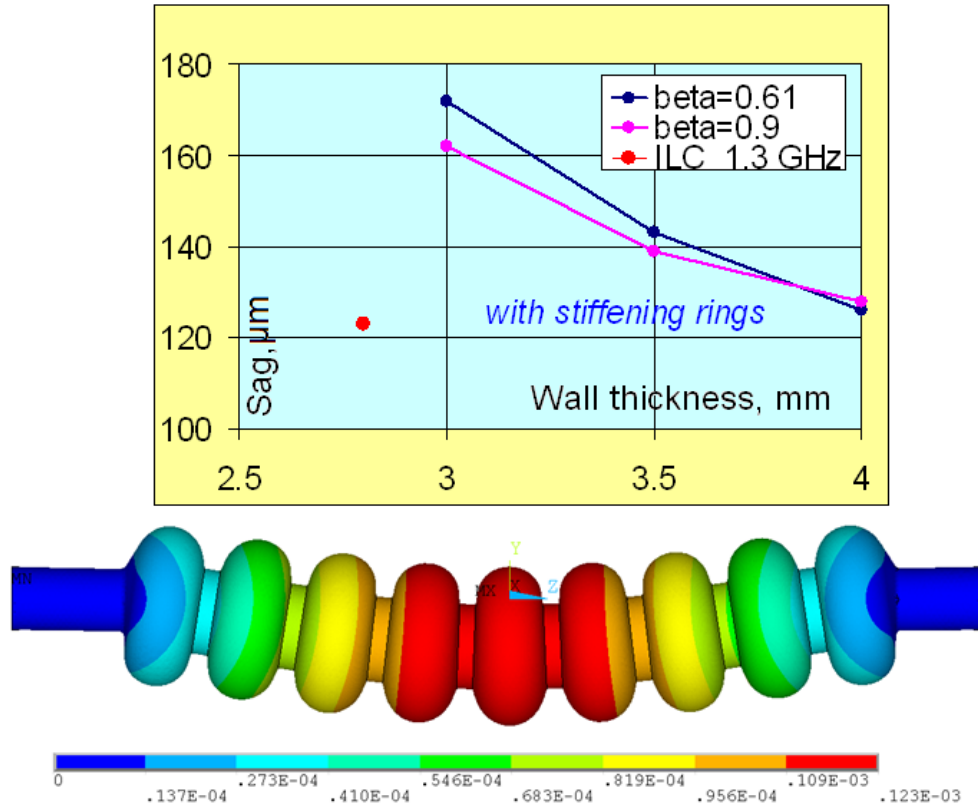 180
160
140
120
100
Sag,µm
beta=0.61
beta=0.9
ILC 1.3 GHz
with stiffening rings
Wall thickness, mm
2.5 3 3.5 4
MN
MX
Y
X
Z
0 .273E-04 .546E-04 .819E-04 .109E-03
.137E-04 .410E-04 .683E-04 .956E-04 .123E-03